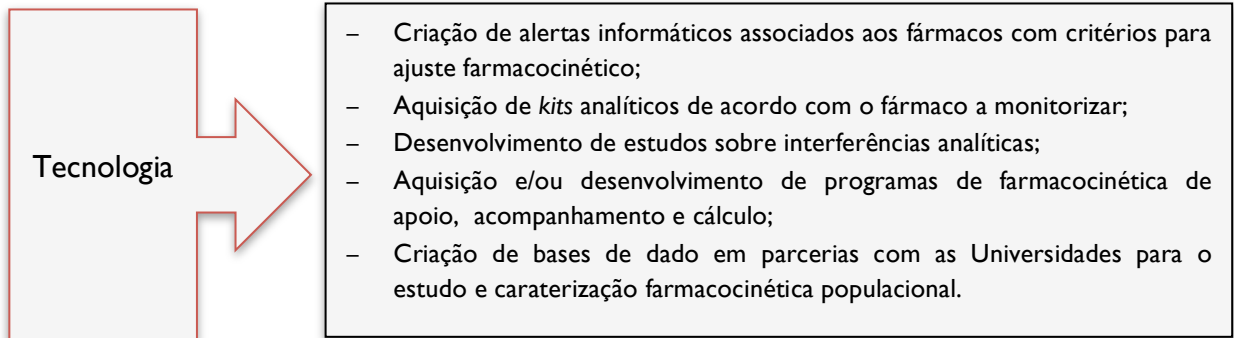 Tecnologia
– Criação de alertas informáticos associados aos fármacos com critérios para
ajuste farmacocinético;
– Aquisição de kits analíticos de acordo com o fármaco a monitorizar;
– Desenvolvimento de estudos sobre interferências analíticas;
– Aquisição e/ou desenvolvimento de programas de farmacocinética de
apoio, acompanhamento e cálculo;
– Criação de bases de dado em parcerias com as Universidades para o
estudo e caraterização farmacocinética populacional.